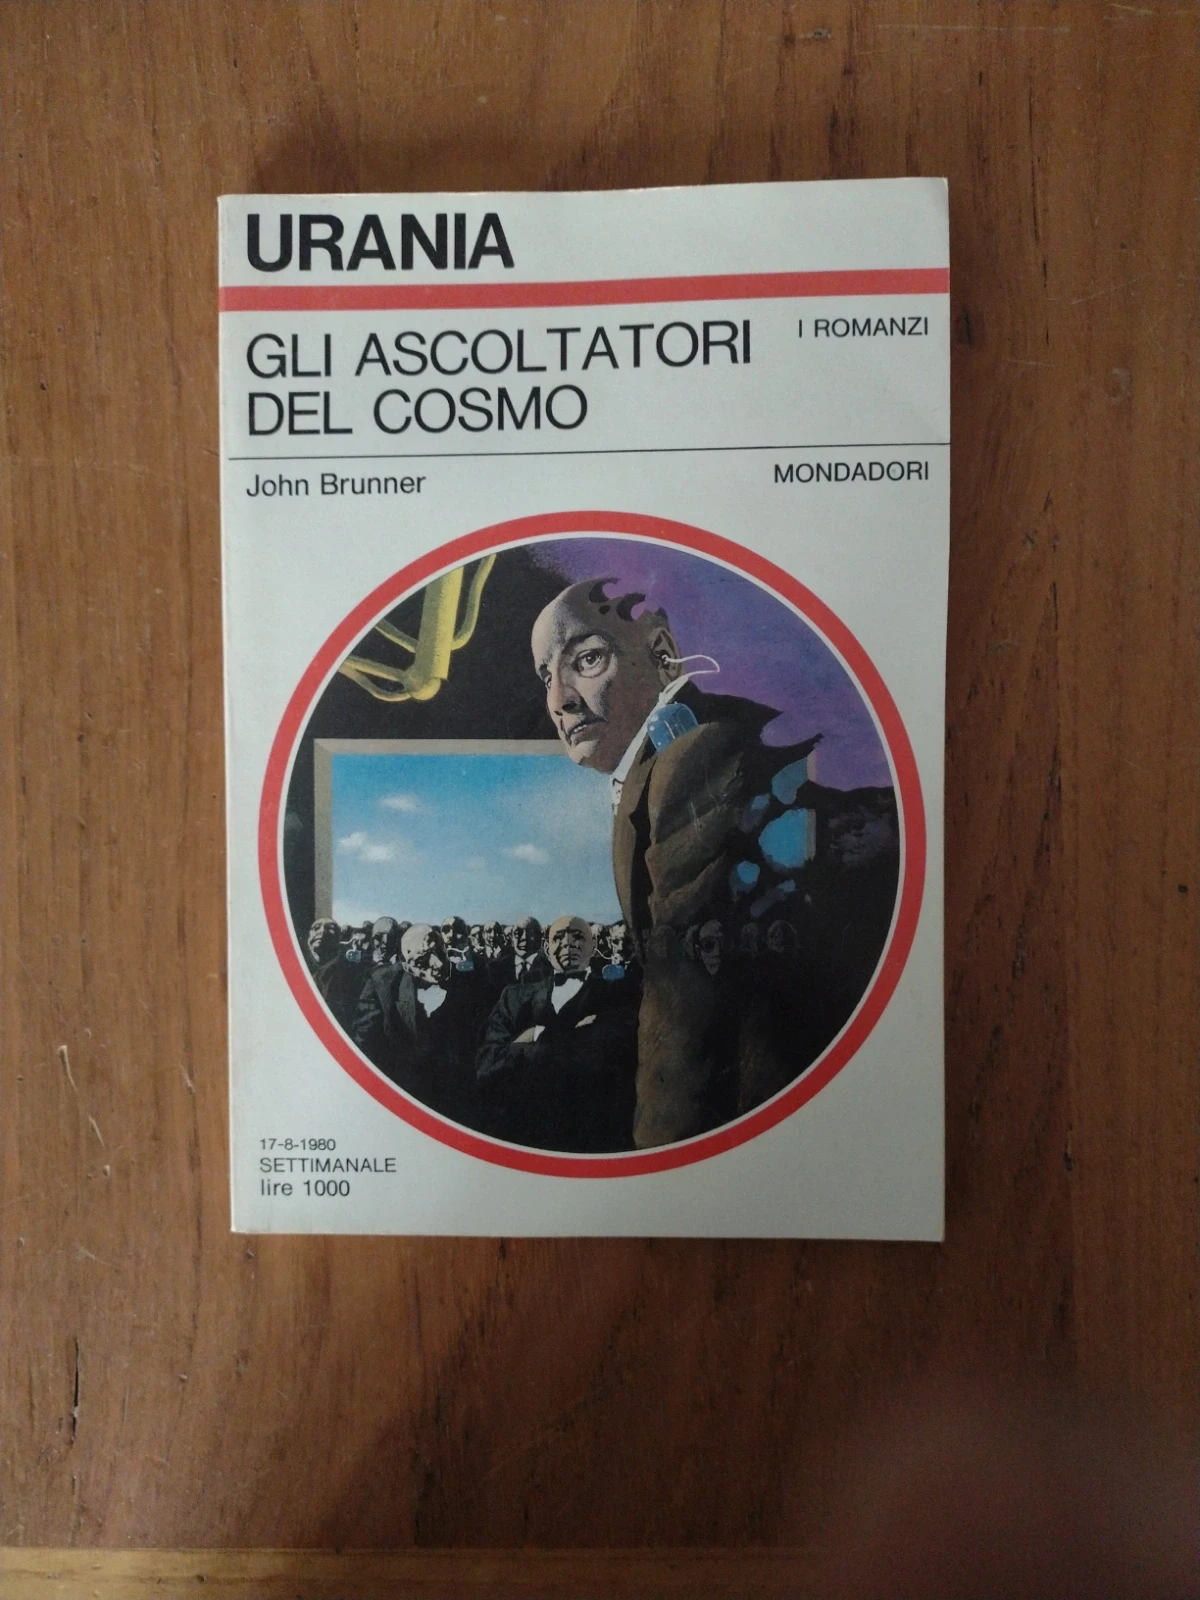 URANIA
GLI ASCOLTATORI
DEL COSMO
I ROMANZI
John Brunner
MONDADORI
17-8-1980
SETTIMANALE
lire 1000